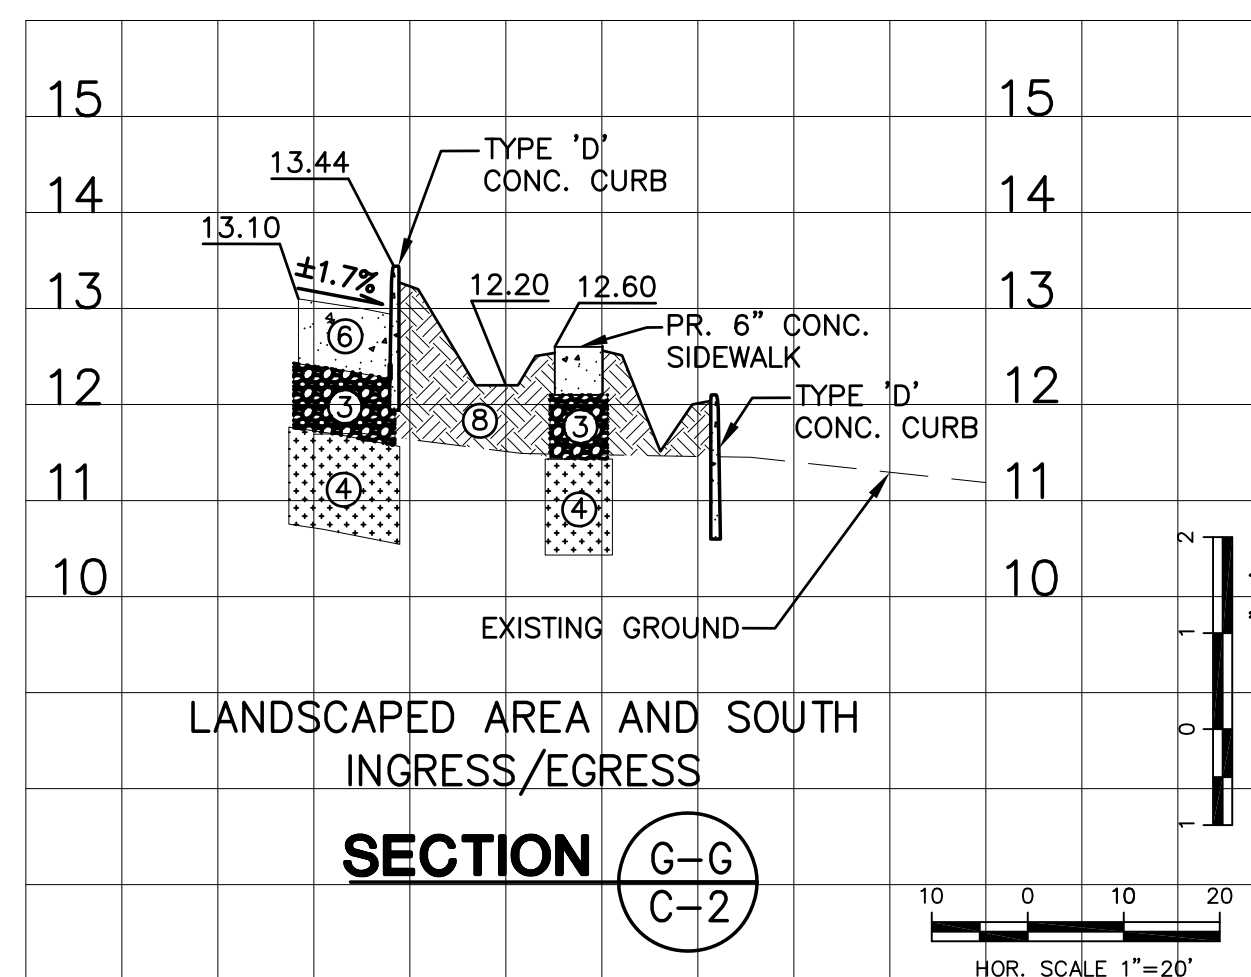 15
15
TYPE 'D'
CONC. CURB
13.44
14
14
13.10
±1.7%
13
12.20
12.60
13
6
PR. 6" CONC.
SIDEWALK
12
3
8
3
TYPE 'D'
CONC. CURB
12
11
4
4
11
10
10
EXISTING GROUND
2
1
0
1
LANDSCAPED AREA AND SOUTH
INGRESS/EGRESS
SECTION
G-G
C-2
10 0 10 20
HOR. SCALE 1"=20'